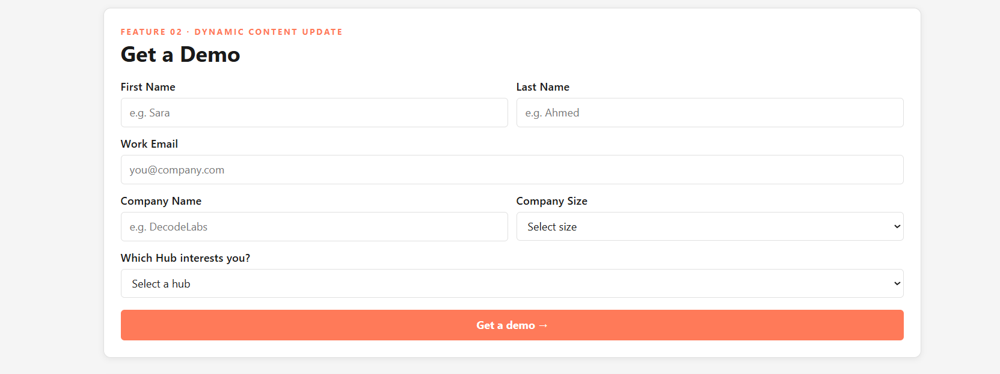 FEATURE 02 · DYNAMIC CONTENT UPDATE
Get a Demo
First Name
Last Name
e.g. Sara
e.g. Ahmed
Work Email
you@company.com
Company Name
Company Size
e.g. DecodeLabs
Select size
Which Hub interests you?
Select a hub
Get a demo →